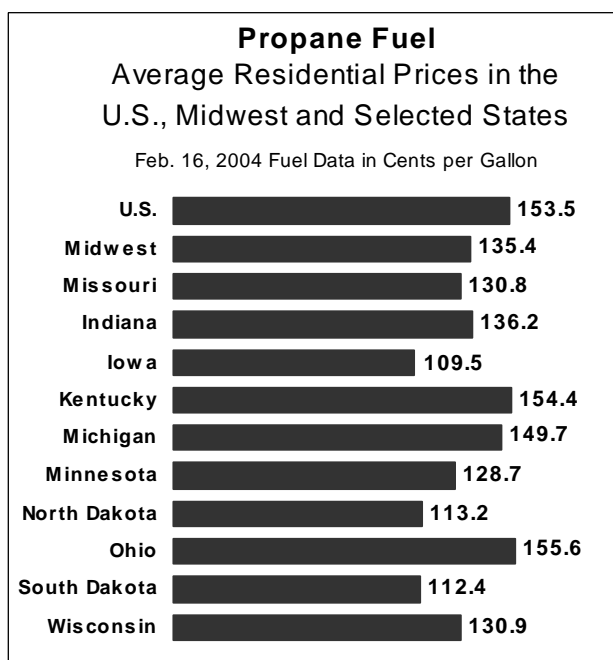 Propane Fuel
Average Residential Prices in the
U.S., Midwest and Selected States
Feb. 16, 2004 Fuel Data in Cents per Gallon
U.S. 153.5
Midwest 135.4
Missouri 130.8
Indiana 136.2
Iowa 109.5
Kentucky 154.4
Michigan 149.7
Minnesota 128.7
North Dakota 113.2
Ohio 155.6
South Dakota 112.4
Wisconsin 130.9